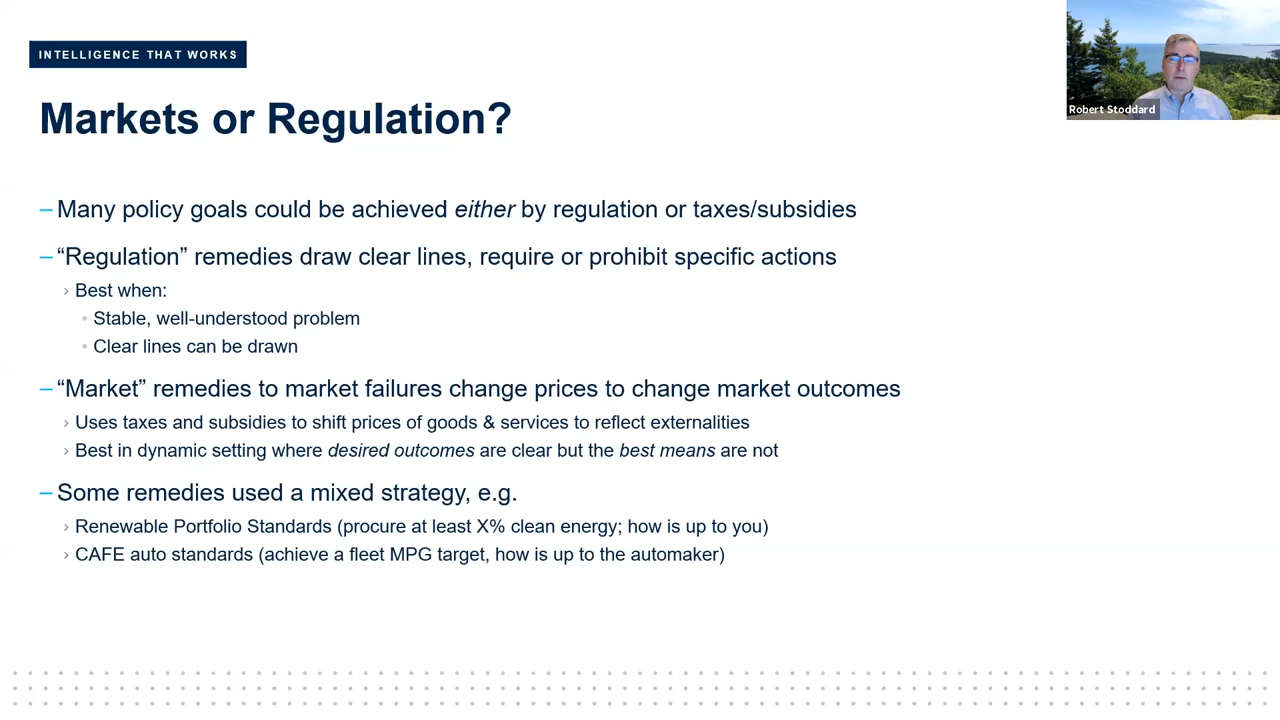 INTELLIGENCE THAT WORKS
Robert Stoddard
Markets or Regulation?
– Many policy goals could be achieved either by regulation or taxes/subsidies
– “Regulation” remedies draw clear lines, require or prohibit specific actions
› Best when:
• Stable, well-understood problem
• Clear lines can be drawn
– “Market” remedies to market failures change prices to change market outcomes
› Uses taxes and subsidies to shift prices of goods & services to reflect externalities
› Best in dynamic setting where desired outcomes are clear but the best means are not
– Some remedies used a mixed strategy, e.g.
› Renewable Portfolio Standards (procure at least X% clean energy; how is up to you)
› CAFE auto standards (achieve a fleet MPG target, how is up to the automaker)